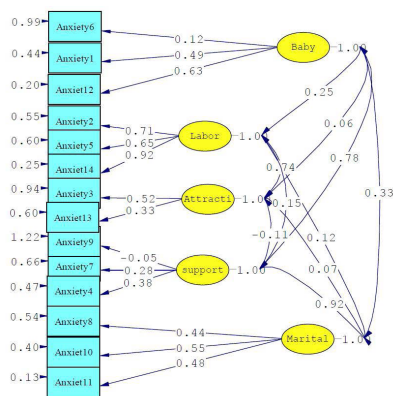 0.99 Anxiety6
0.12
Baby 1.00
0.44 Anxiety1
0.49
0.63
0.20 Anxiet12
0.25
0.55 Anxiety2
0.71
0.06
Labor 1.0
0.60 Anxiety5
0.65
0.78
0.25 Anxiet14
0.92
0.74
0.94 Anxiety3
0.52
0.33
Attracti 1.0
0.15
0.60 Anxiet13
0.33
1.22 Anxiety9
-0.05
-0.11
0.12
0.66 Anxiety7
0.28
support 1.00
0.07
0.47 Anxiety4
0.38
0.92
0.54 Anxiety8
0.44
Marital 1.00
0.40 Anxiet10
0.55
0.13 Anxiet11
0.48